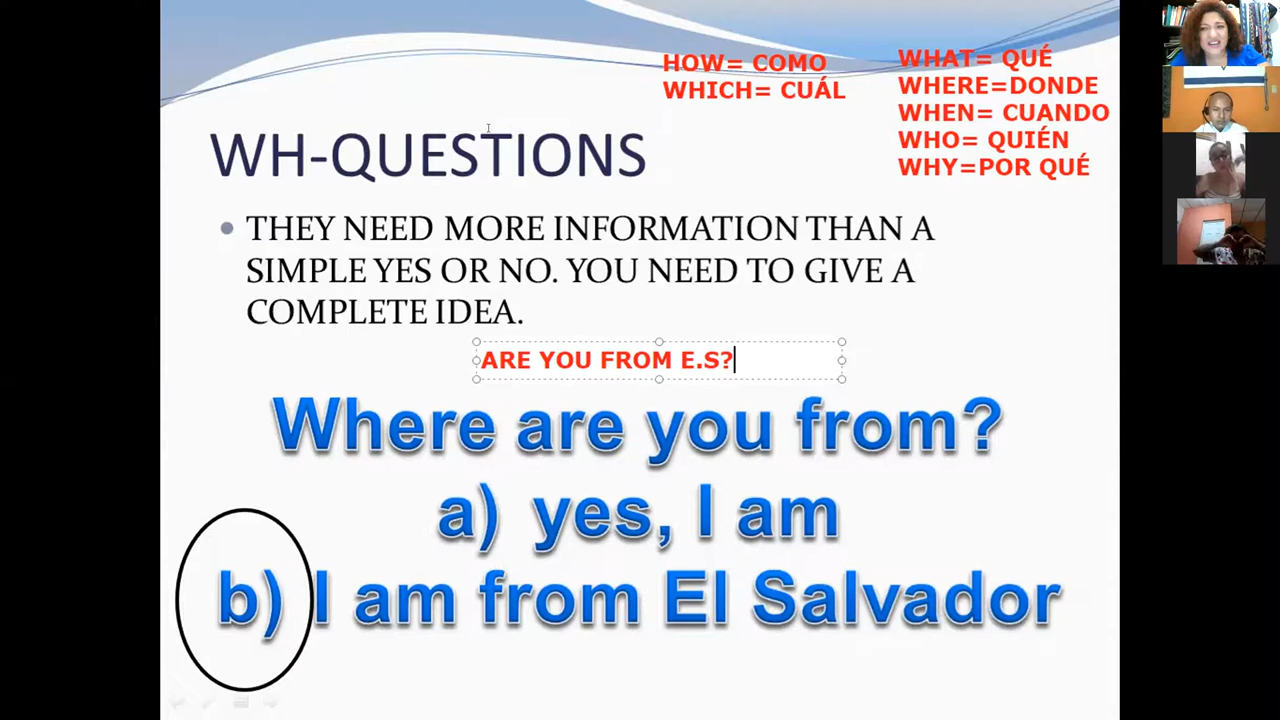 HOW= COMO
WHICH= CUÁL
WHAT= QUÉ
WHERE=DONDE
WHEN= CUANDO
WHO= QUIÉN
WHY=POR QUÉ
WH-QUESTIONS
THEY NEED MORE INFORMATION THAN A
SIMPLE YES OR NO. YOU NEED TO GIVE A
COMPLETE IDEA.
ARE YOU FROM E.S?
Where are you from?
a) yes, I am
b) I am from El Salvador